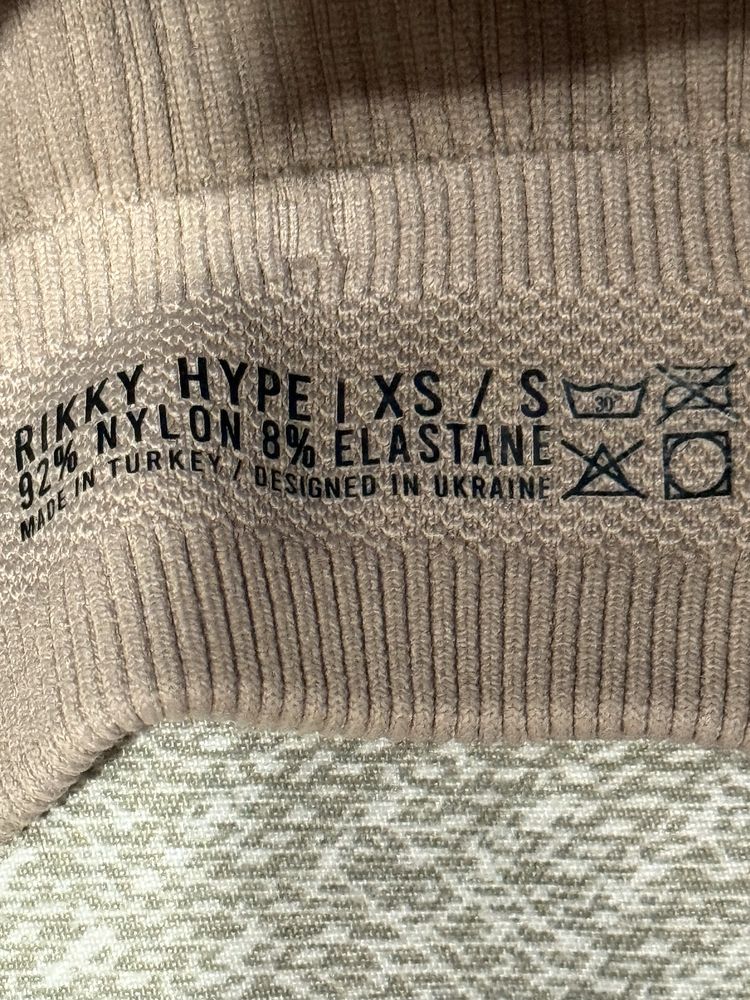 RIKKY HYPE | XS / S 30°
92% NYLON 8% ELASTANE
MADE IN TURKEY / DESIGNED IN UKRAINE